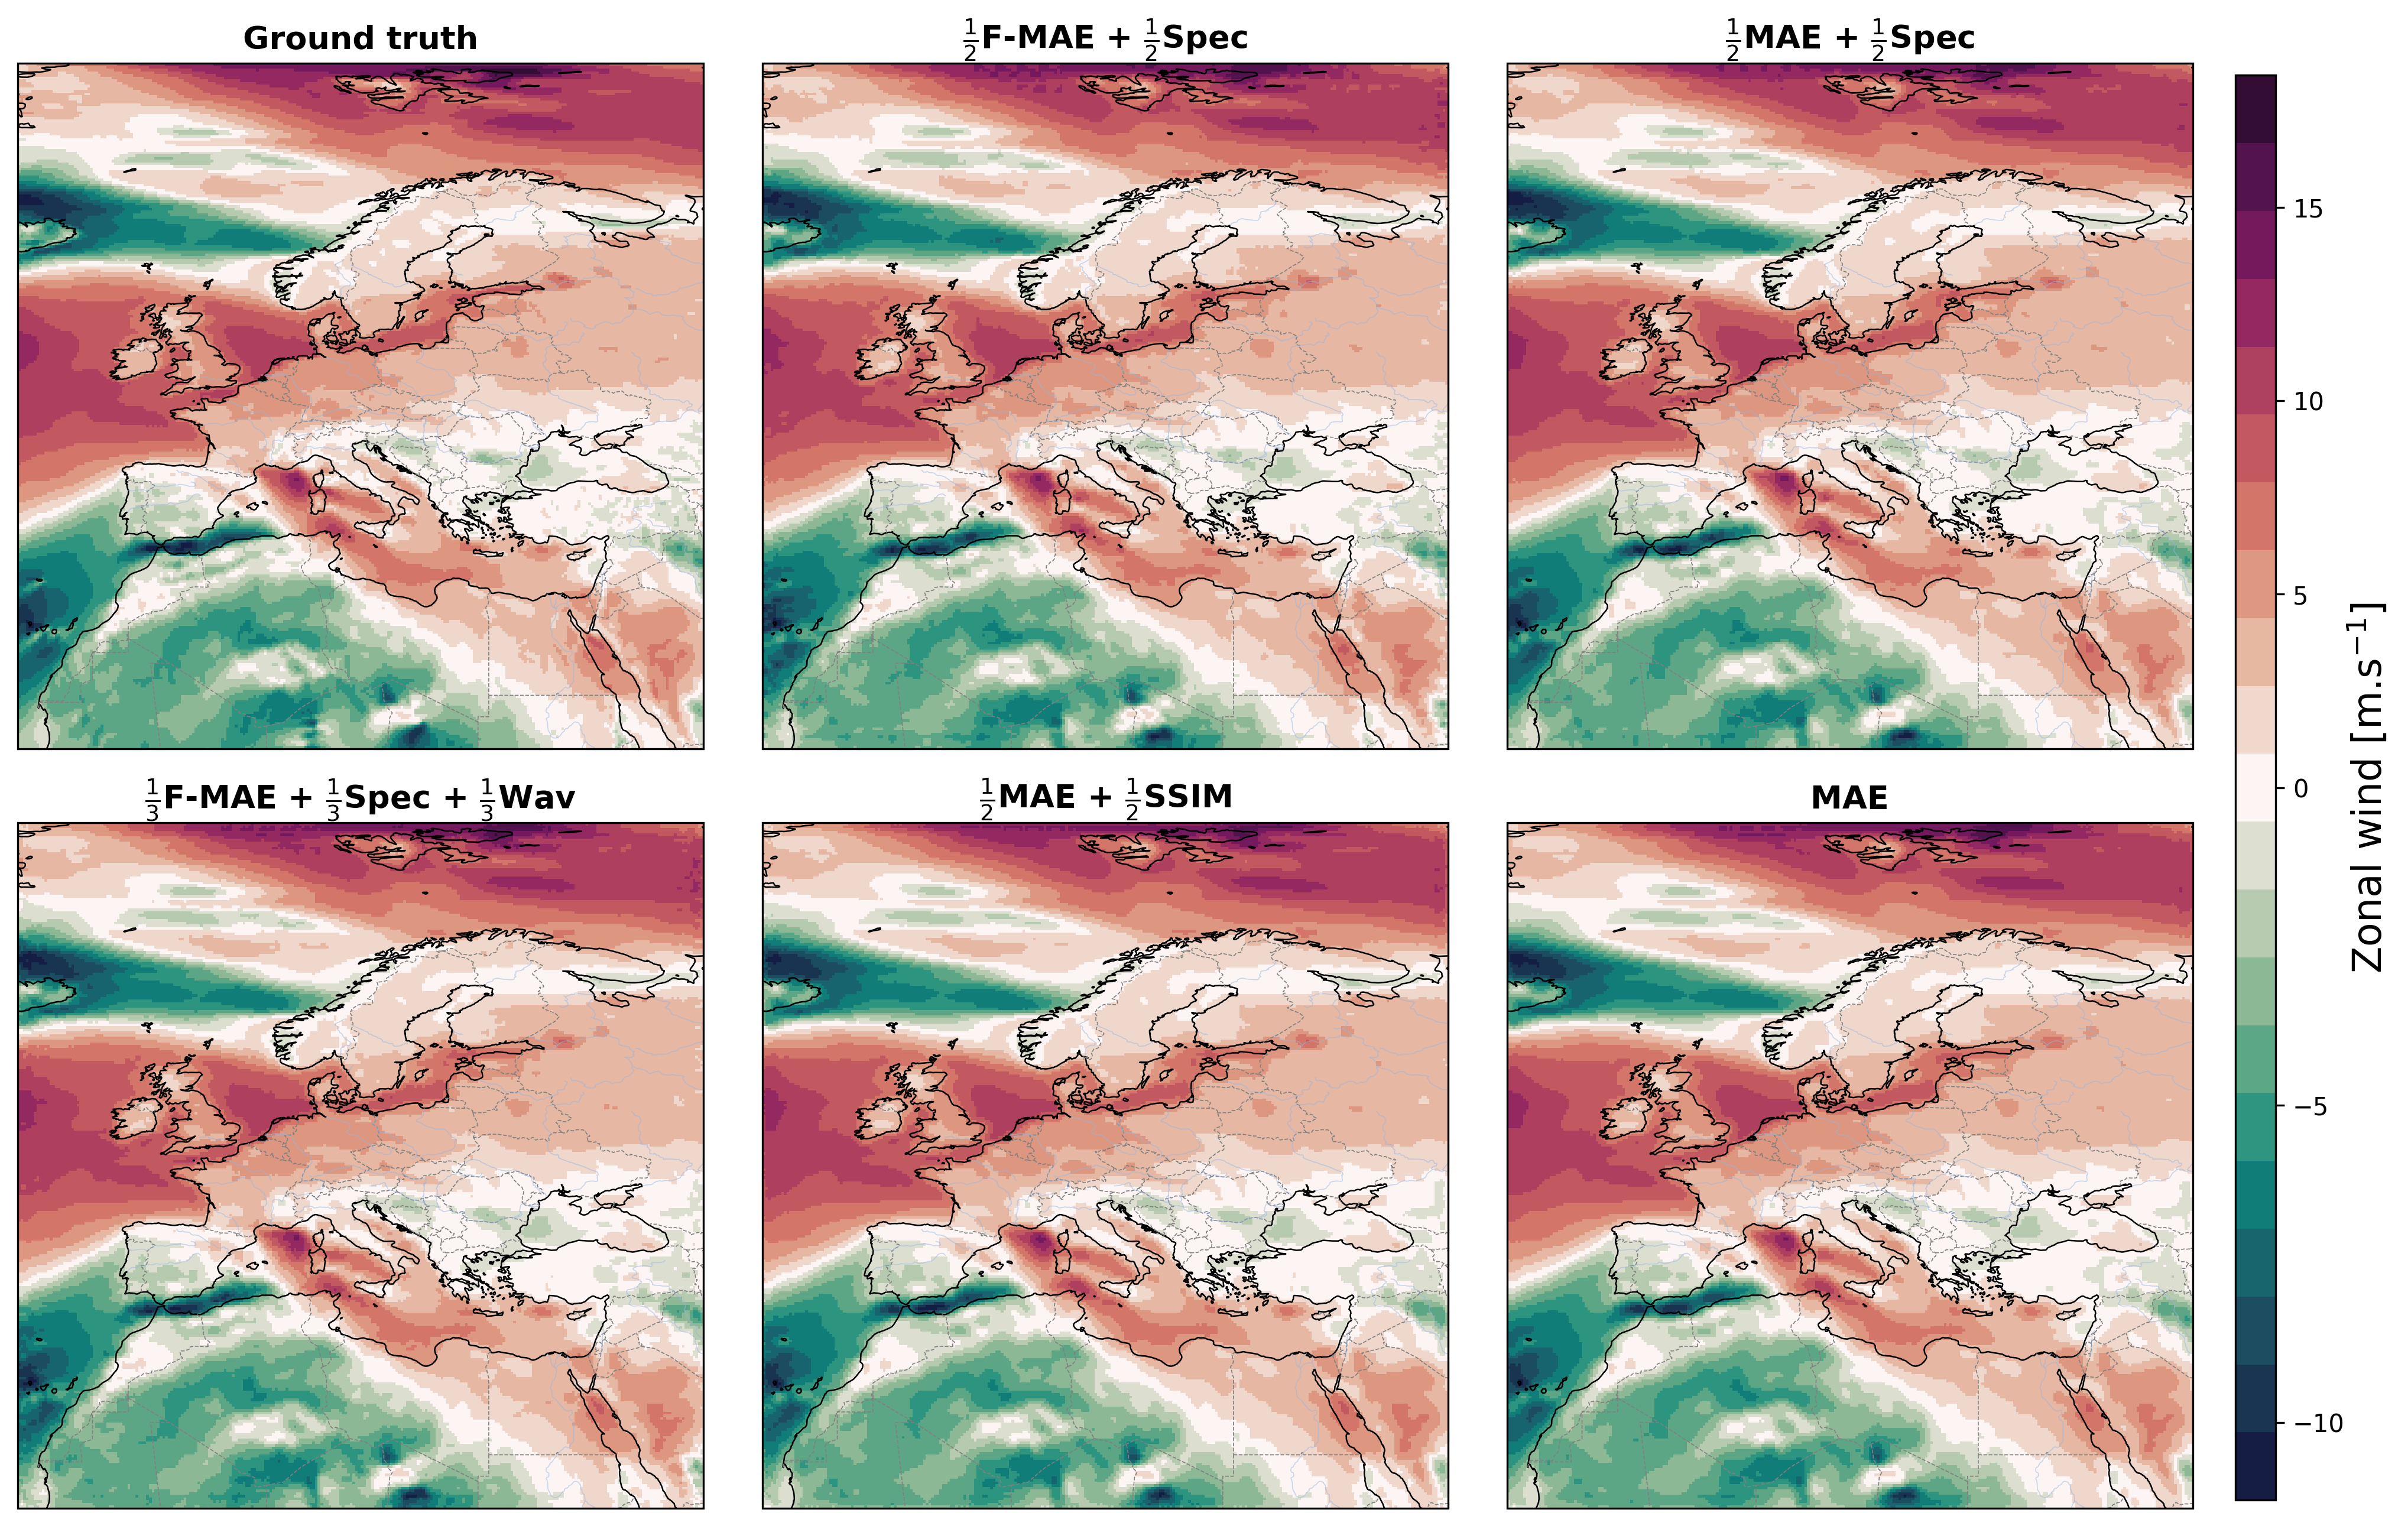 Ground truth
½F-MAE + ½Spec
½MAE + ½Spec
⅓F-MAE + ⅓Spec + ⅓Wav
½MAE + ½SSIM
MAE
15
10
5
0
−5
−10
Zonal wind [m.s⁻¹]